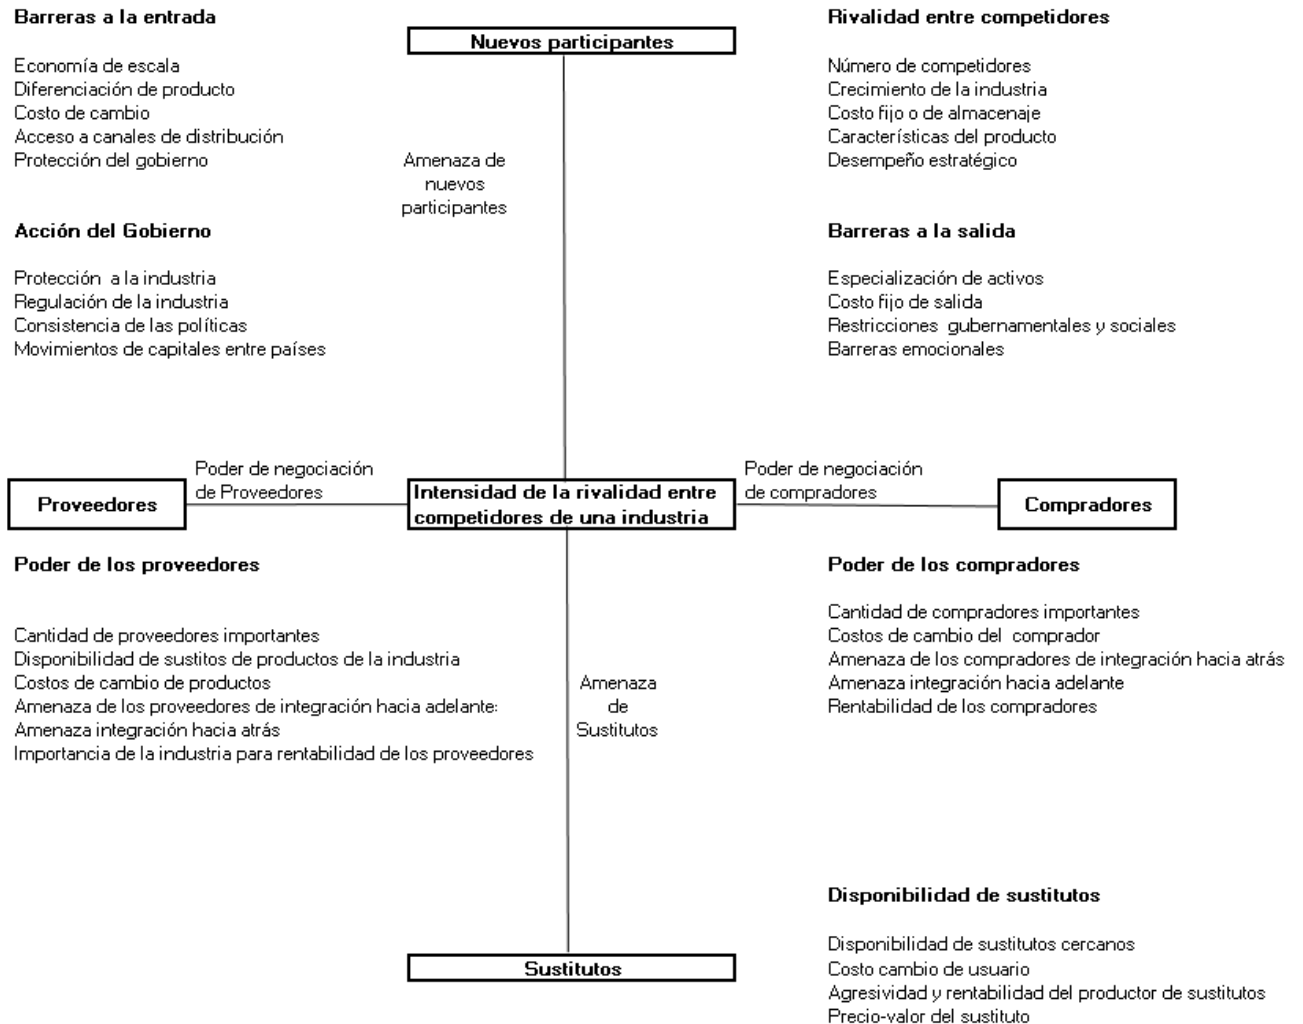 Barreras a la entrada
Economía de escala
Diferenciación de producto
Costo de cambio
Acceso a canales de distribución
Protección del gobierno
Nuevos participantes
Amenaza de
nuevos
participantes
Rivalidad entre competidores
Número de competidores
Crecimiento de la industria
Costo fijo o de almacenaje
Características del producto
Desempeño estratégico
Acción del Gobierno
Protección a la industria
Regulación de la industria
Consistencia de las políticas
Movimientos de capitales entre países
Barreras a la salida
Especialización de activos
Costo fijo de salida
Restricciones gubernamentales y sociales
Barreras emocionales
Proveedores
Poder de negociación
de Proveedores
Intensidad de la rivalidad entre
competidores de una industria
Poder de negociación
de compradores
Compradores
Poder de los proveedores
Cantidad de proveedores importantes
Disponibilidad de sustitos de productos de la industria
Costos de cambio de productos
Amenaza de los proveedores de integración hacia adelante:
Amenaza integración hacia atrás
Importancia de la industria para rentabilidad de los proveedores
Amenaza
de
Sustitutos
Poder de los compradores
Cantidad de compradores importantes
Costos de cambio del comprador
Amenaza de los compradores de integración hacia atrás
Amenaza integración hacia adelante
Rentabilidad de los compradores
Sustitutos
Disponibilidad de sustitutos
Disponibilidad de sustitutos cercanos
Costo cambio de usuario
Agresividad y rentabilidad del productor de sustitutos
Precio-valor del sustituto